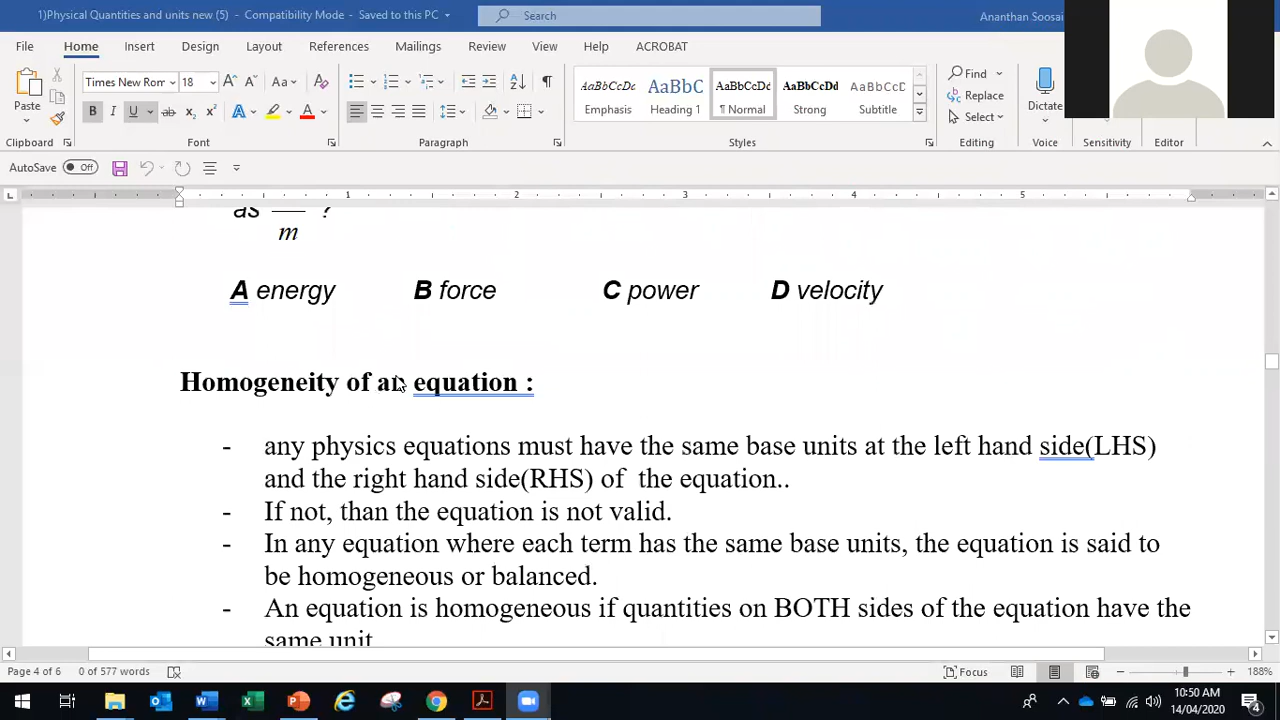 1)Physical Quantities and units new (5) - Compatibility Mode - Saved to this PC
Search
Ananthan Soosai
File Home Insert Design Layout References Mailings Review View Help ACROBAT
Times New Rom 18
Paste
Emphasis Heading 1 ¶ Normal Strong Subtitle
Find
Replace
Select
Dictate
Clipboard Font Paragraph Styles Editing Voice Sensitivity Editor
AutoSave Off
1 2 3 4 5
as ?
m
A energy B force C power D velocity
Homogeneity of an equation :
- any physics equations must have the same base units at the left hand side(LHS)
and the right hand side(RHS) of the equation..
- If not, than the equation is not valid.
- In any equation where each term has the same base units, the equation is said to
be homogeneous or balanced.
- An equation is homogeneous if quantities on BOTH sides of the equation have the
same unit
Page 4 of 6 0 of 577 words Focus 188%
10:50 AM
14/04/2020
4